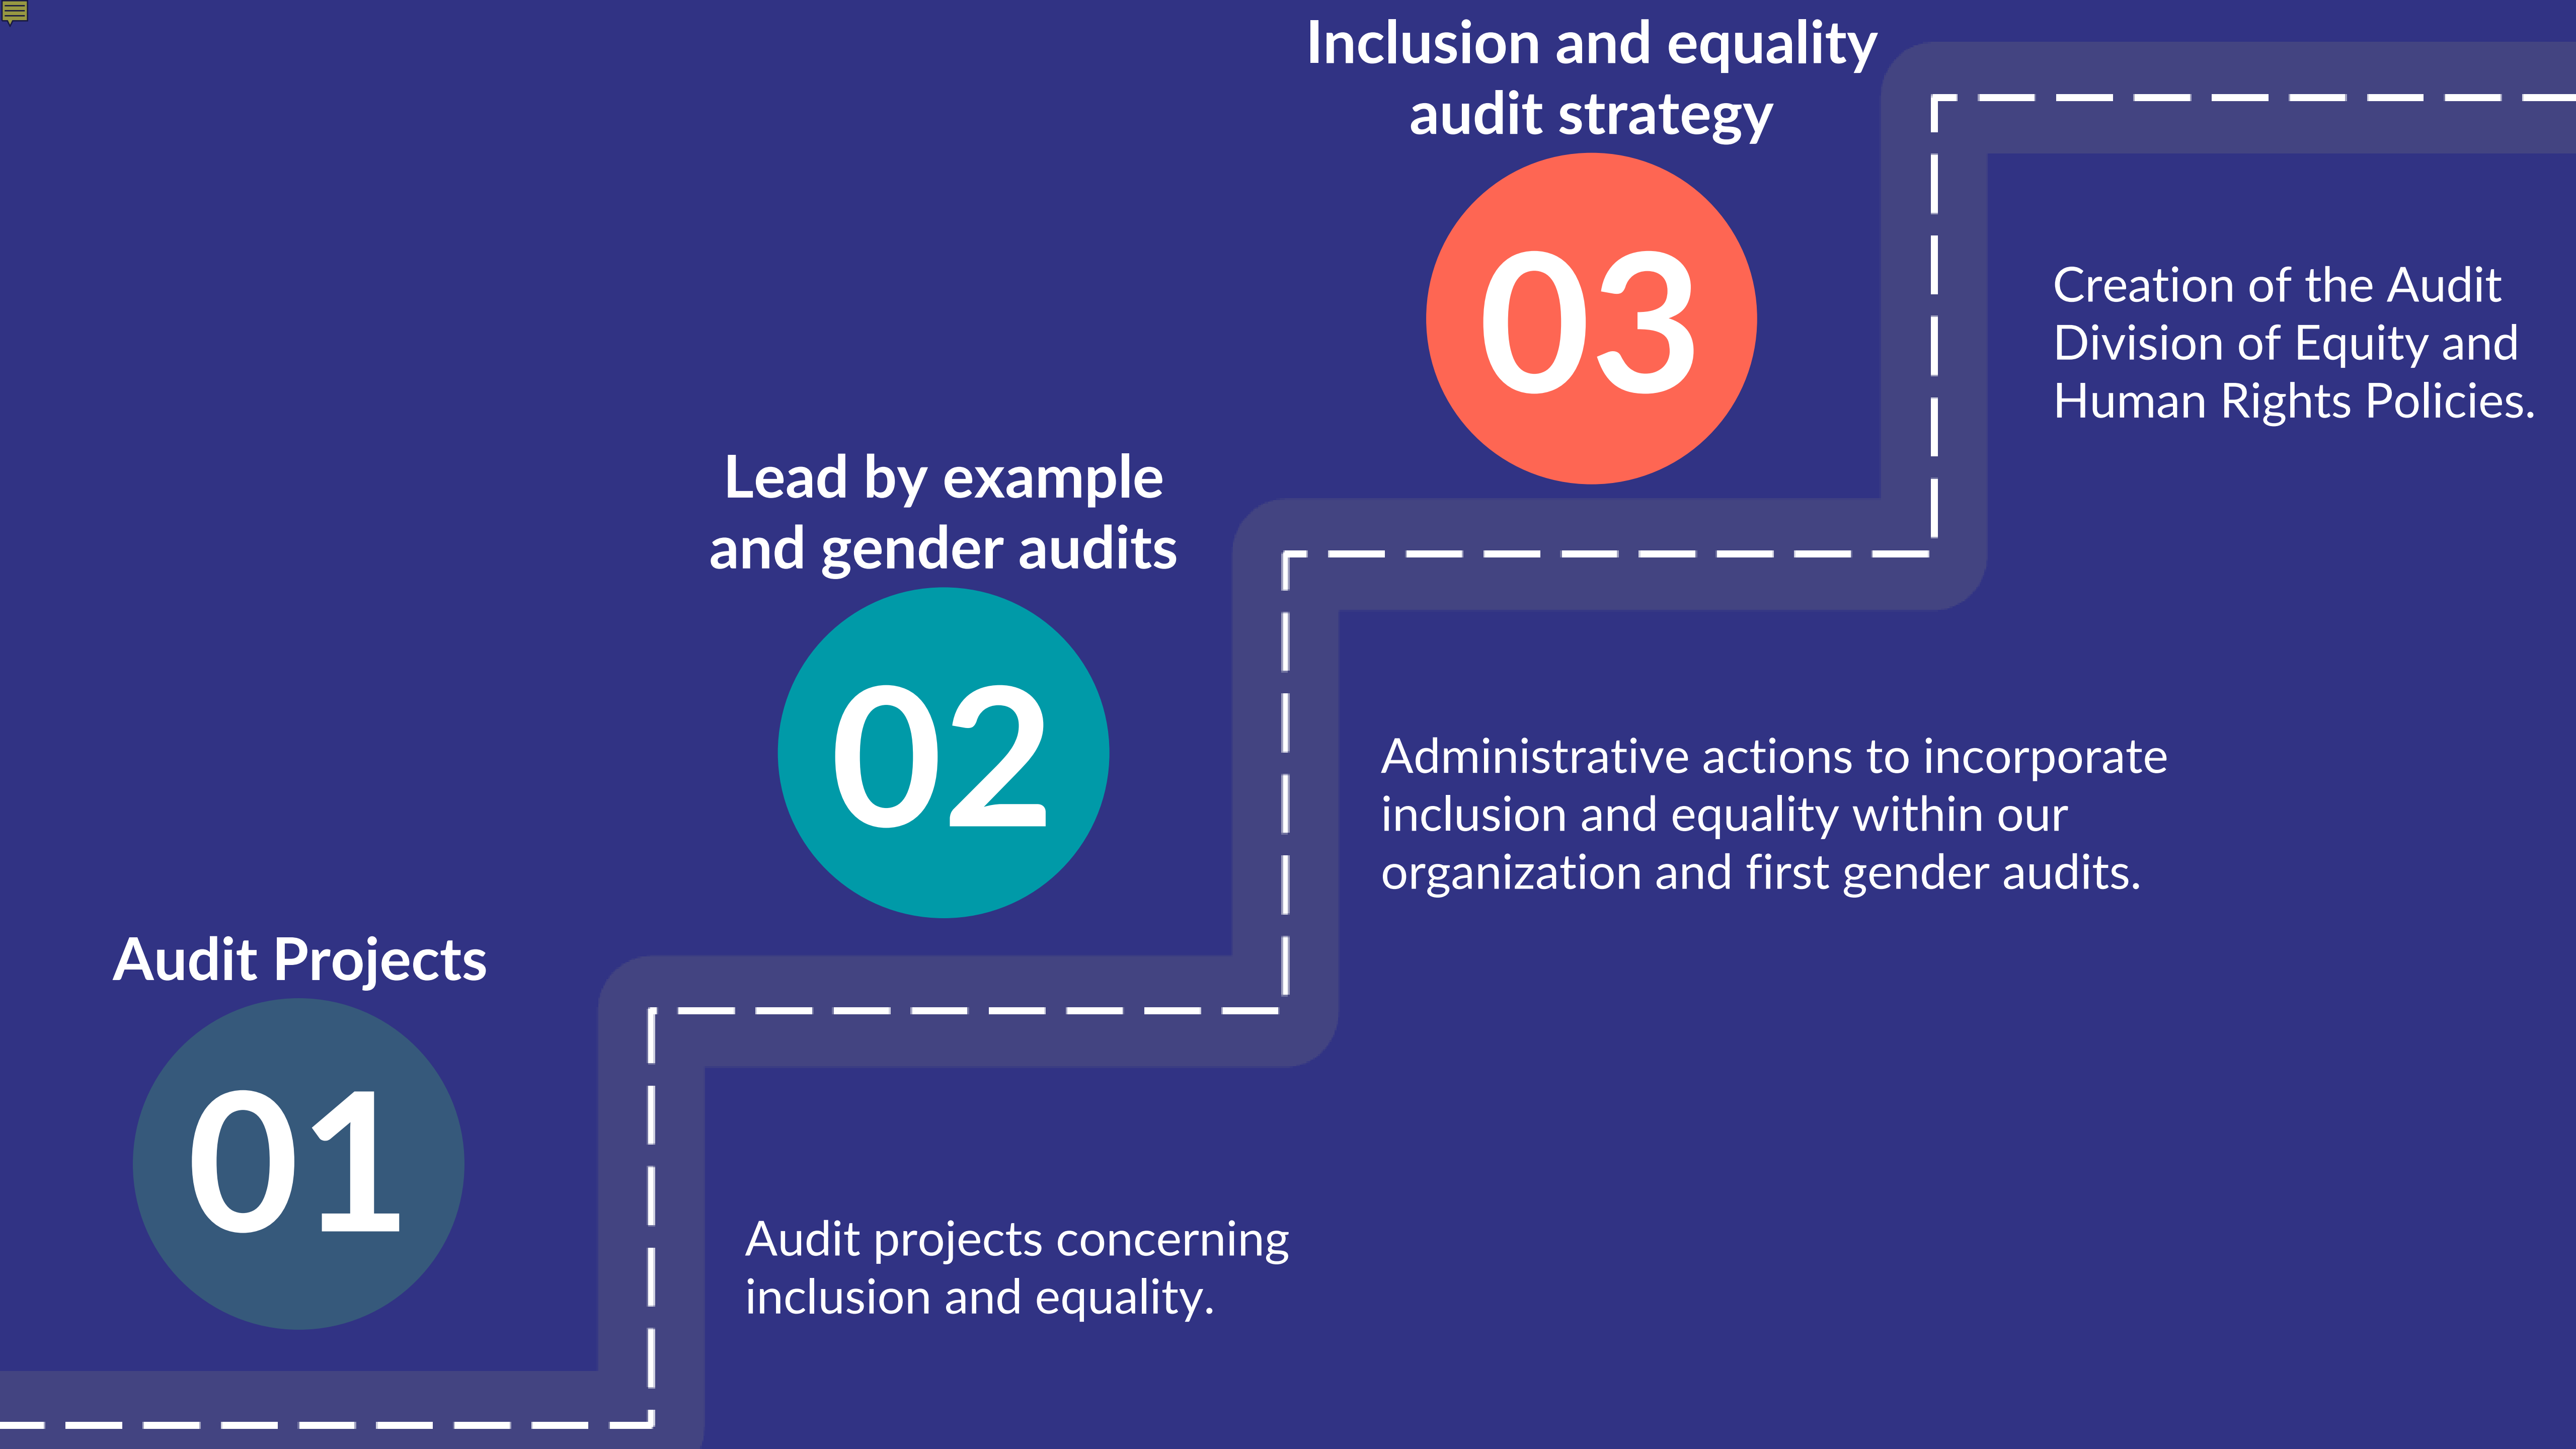 Inclusion and equality
audit strategy
03
Creation of the Audit
Division of Equity and
Human Rights Policies.
Lead by example
and gender audits
02
Administrative actions to incorporate
inclusion and equality within our
organization and first gender audits.
Audit Projects
01
Audit projects concerning
inclusion and equality.